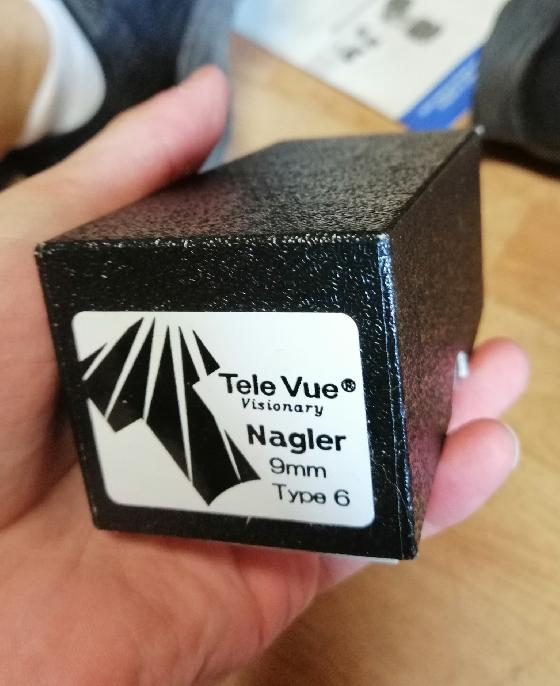 Tele Vue®
Visionary
Nagler
9mm
Type 6